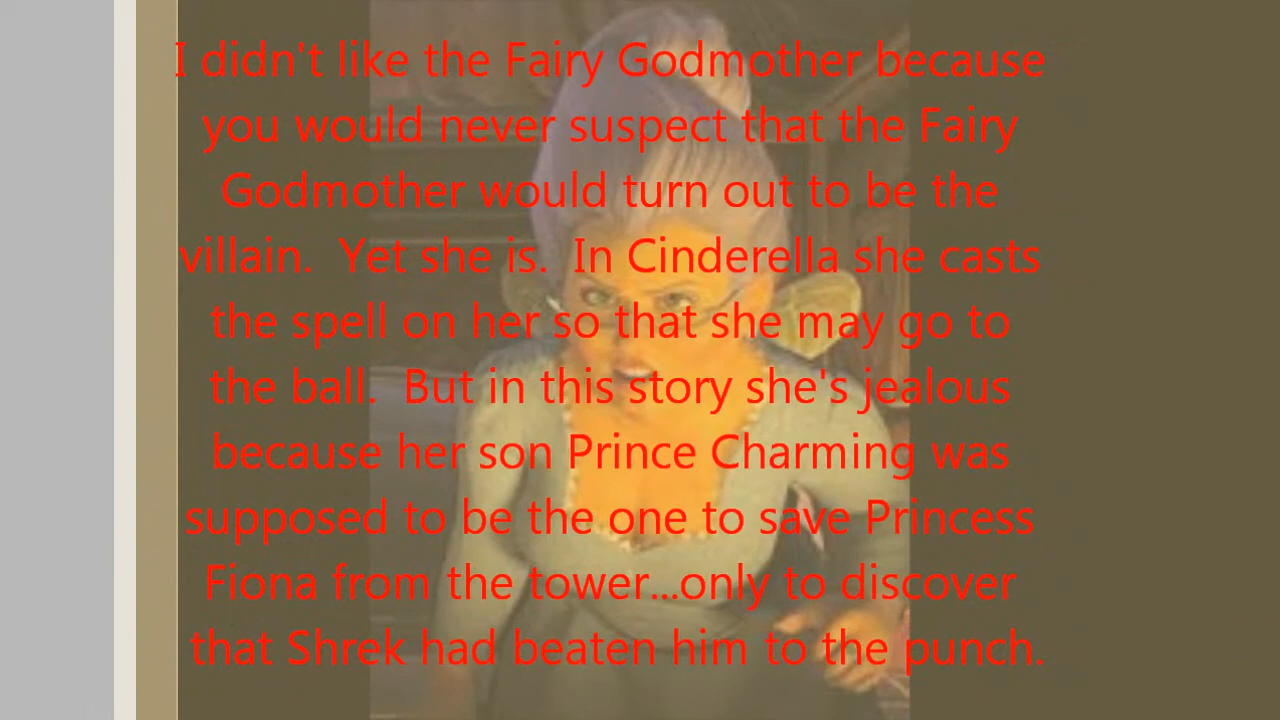 I didn't like the Fairy Godmother because
you would never suspect that the Fairy
Godmother would turn out to be the
villain.  Yet she is.  In Cinderella she casts
the spell on her so that she may go to
the ball.  But in this story she's jealous
because her son Prince Charming was
supposed to be the one to save Princess
Fiona from the tower...only to discover
that Shrek had beaten him to the punch.